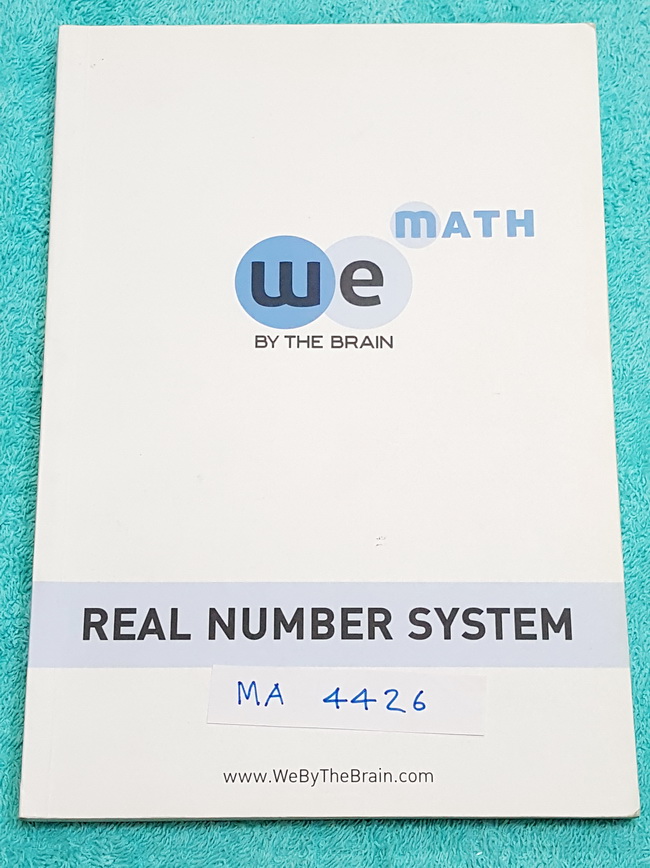 mATH
we
BY THE BRAIN
REAL NUMBER SYSTEM
MA 4426
www.WeByTheBrain.com